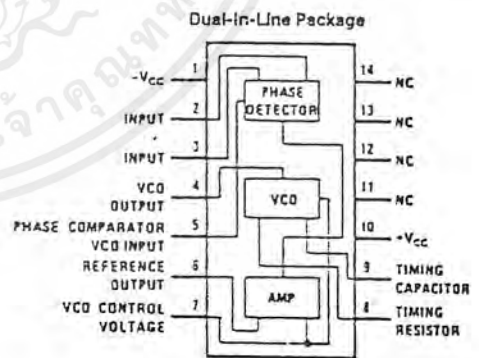 Dual-In-Line Package
-VCC 1
INPUT 2
INPUT 3
VCO OUTPUT 4
PHASE COMPARATOR VCO INPUT 5
REFERENCE OUTPUT 6
VCO CONTROL VOLTAGE 7
PHASE DETECTOR
VCO
AMP
14 NC
13 NC
12 NC
11 NC
10 +VCC
9 TIMING CAPACITOR
8 TIMING RESISTOR